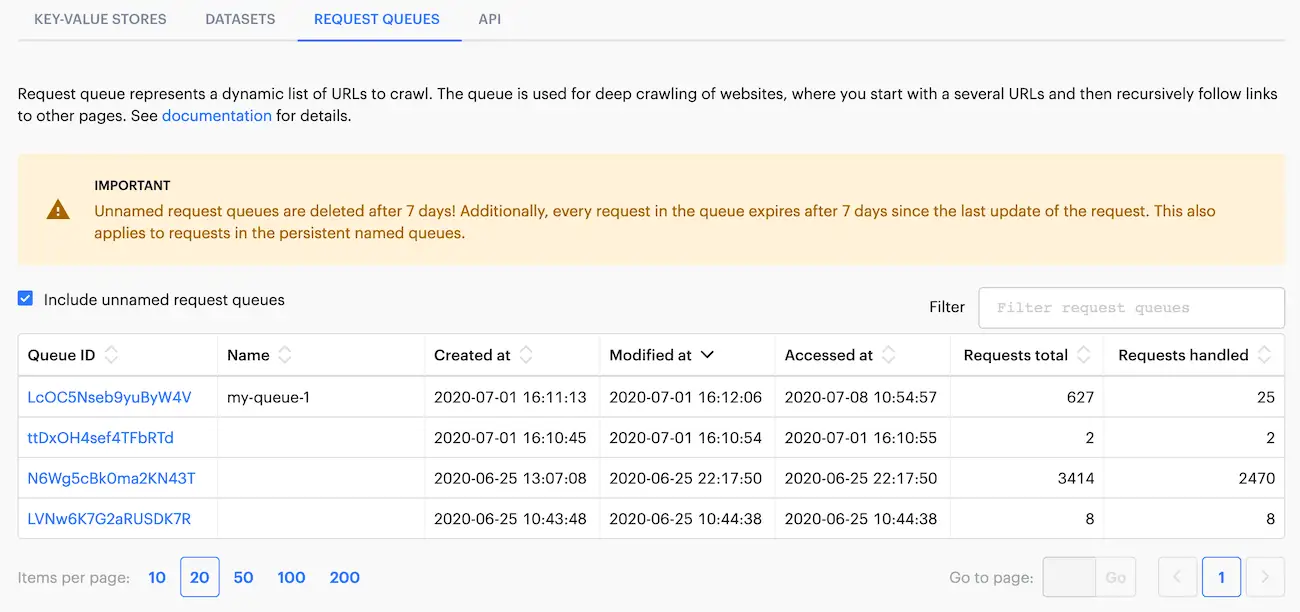 KEY-VALUE STORES DATASETS REQUEST QUEUES API
Request queue represents a dynamic list of URLs to crawl. The queue is used for deep crawling of websites, where you start with a several URLs and then recursively follow links
to other pages. See documentation for details.
IMPORTANT
Unnamed request queues are deleted after 7 days! Additionally, every request in the queue expires after 7 days since the last update of the request. This also
applies to requests in the persistent named queues.
Include unnamed request queues
Filter Filter request queues
Queue ID Name Created at Modified at Accessed at Requests total Requests handled
LcOC5Nseb9yuByW4V my-queue-1 2020-07-01 16:11:13 2020-07-01 16:12:06 2020-07-08 10:54:57 627 25
ttDxOH4sef4TFbRTd 2020-07-01 16:10:45 2020-07-01 16:10:54 2020-07-01 16:10:55 2 2
N6Wg5cBk0ma2KN43T 2020-06-25 13:07:08 2020-06-25 22:17:50 2020-06-25 22:17:50 3414 2470
LVNw6K7G2aRUSDK7R 2020-06-25 10:43:48 2020-06-25 10:44:38 2020-06-25 10:44:38 8 8
Items per page: 10 20 50 100 200 Go to page: Go 1